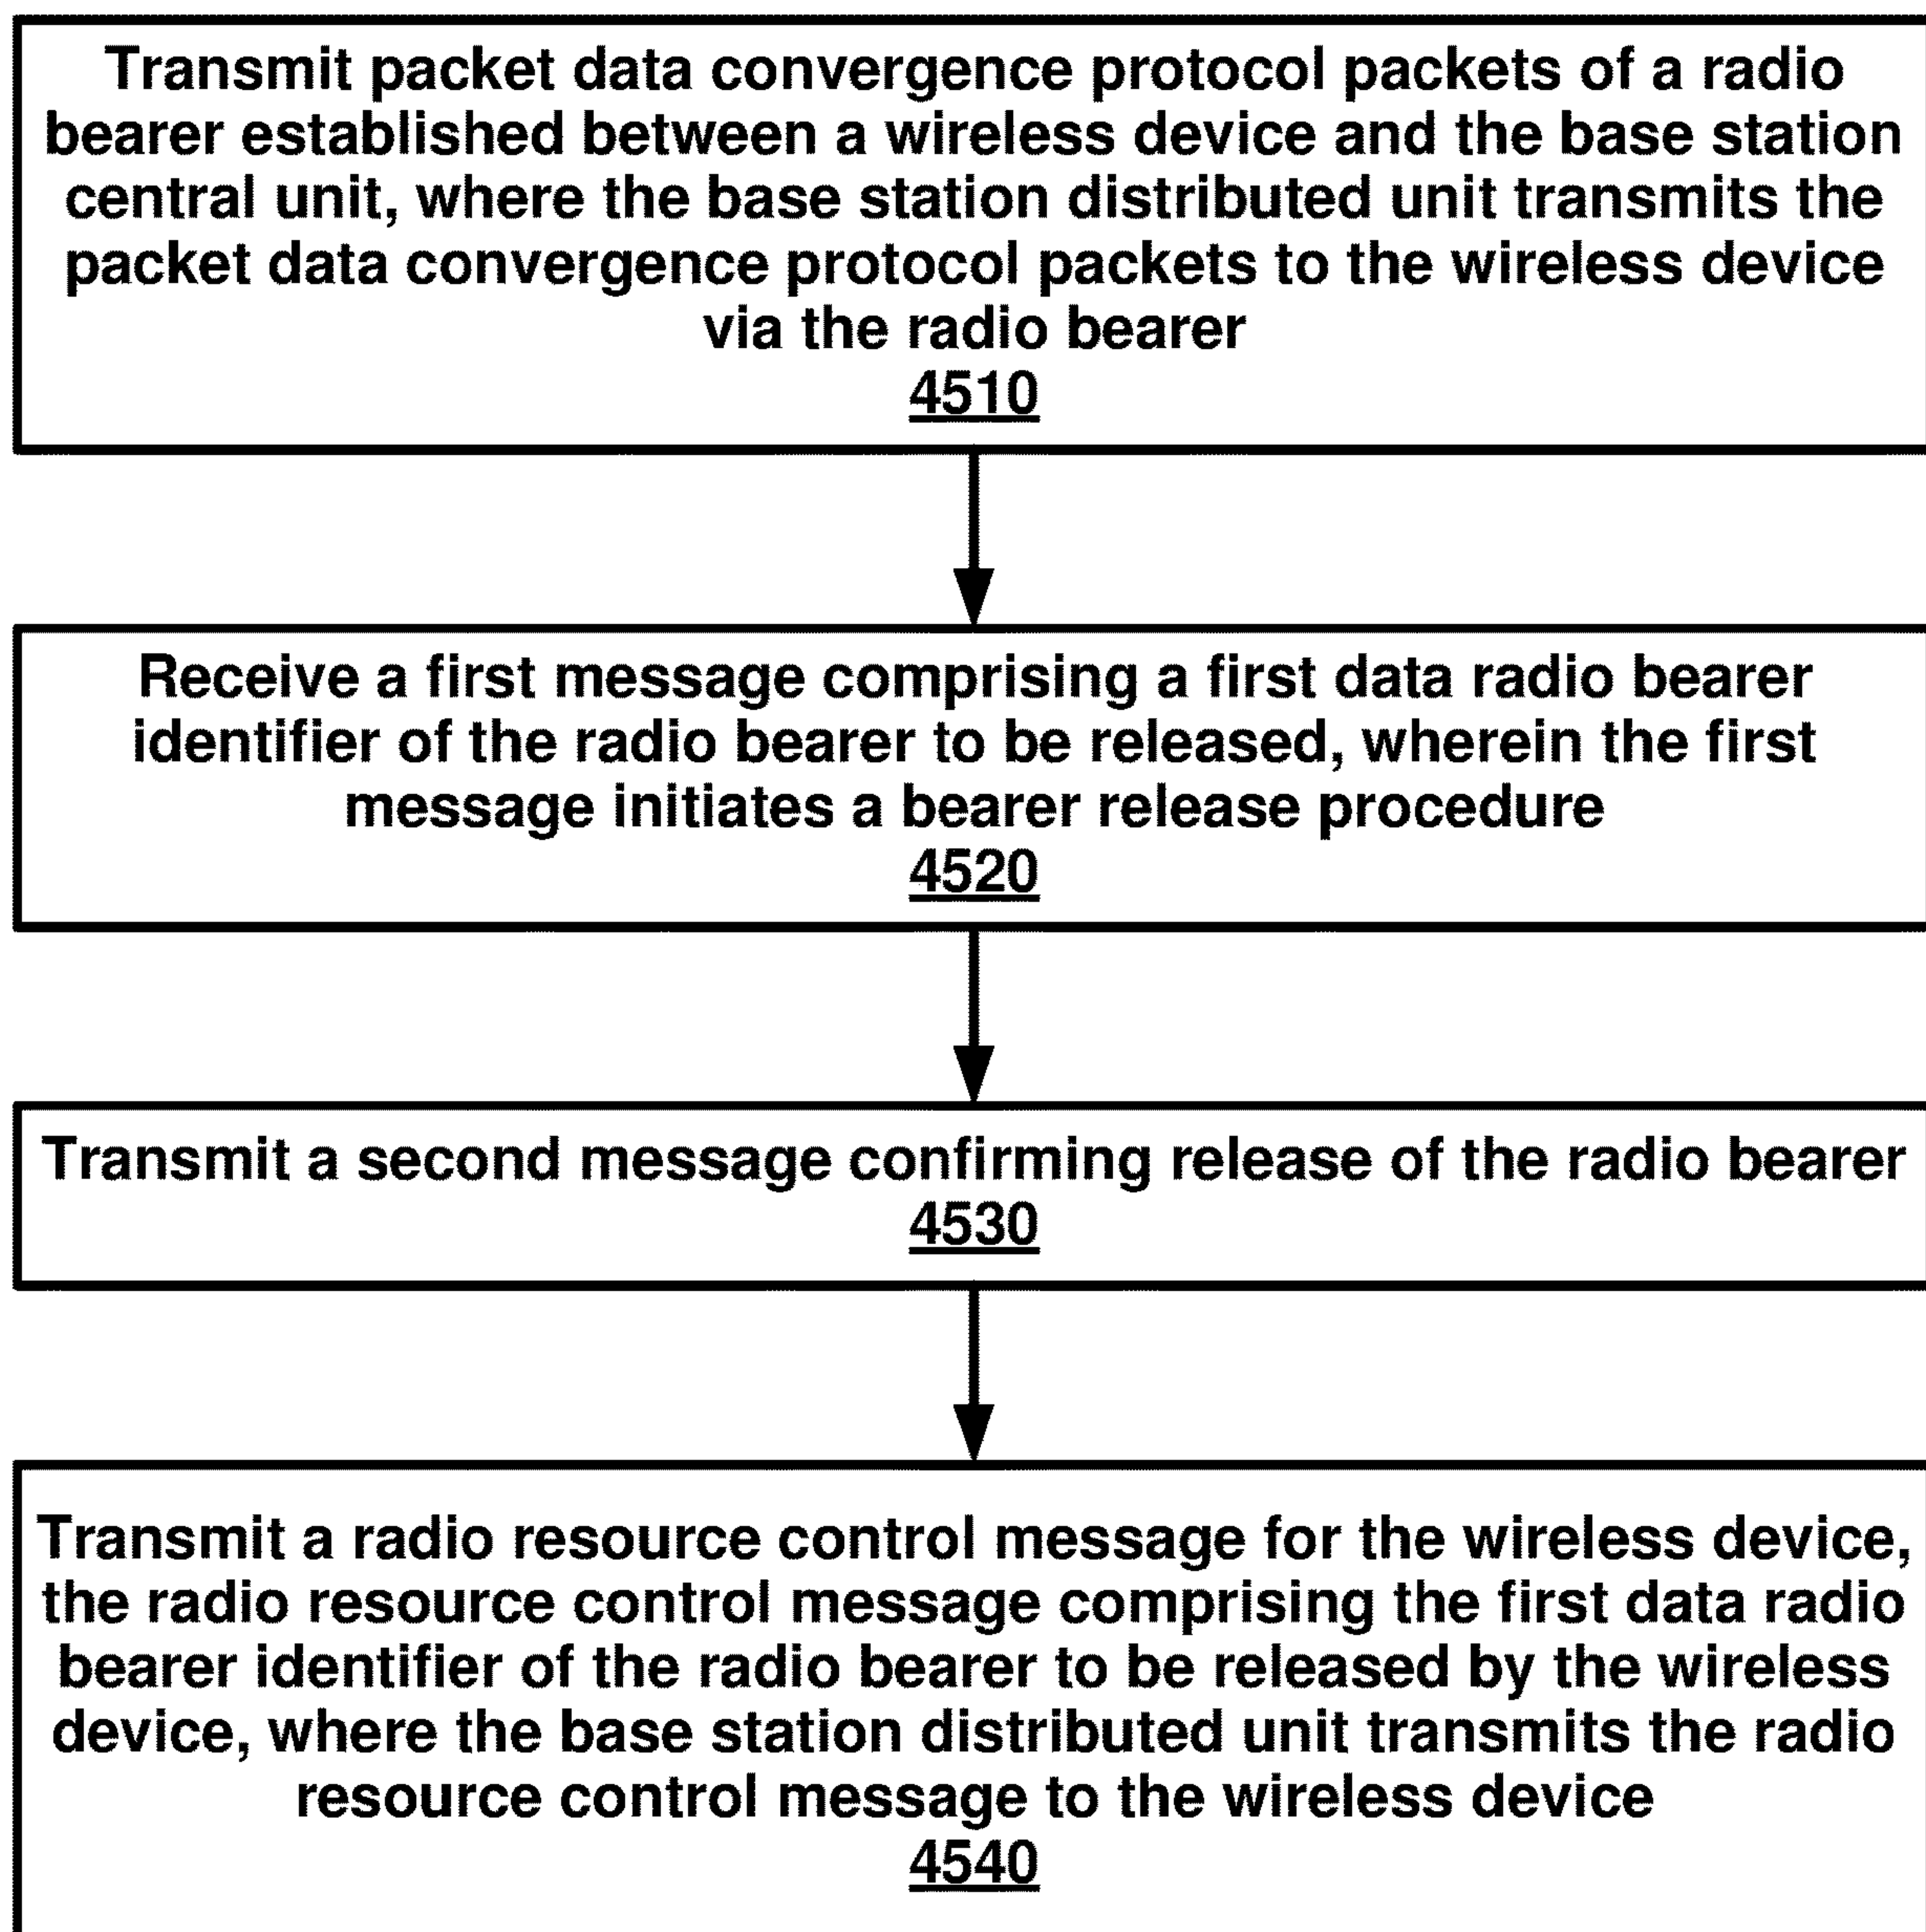 Transmit packet data convergence protocol packets of a radio
bearer established between a wireless device and the base station
central unit, where the base station distributed unit transmits the
packet data convergence protocol packets to the wireless device
via the radio bearer
4510
Receive a first message comprising a first data radio bearer
identifier of the radio bearer to be released, wherein the first
message initiates a bearer release procedure
4520
Transmit a second message confirming release of the radio bearer
4530
Transmit a radio resource control message for the wireless device,
the radio resource control message comprising the first data radio
bearer identifier of the radio bearer to be released by the wireless
device, where the base station distributed unit transmits the radio
resource control message to the wireless device
4540